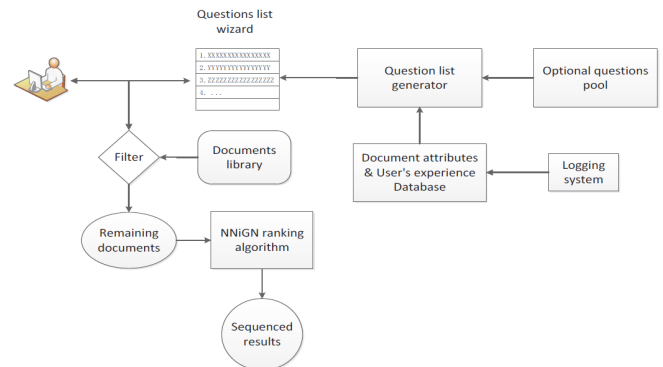 Questions list
wizard
1. XXXXXXXXXXXXXXXX
2. YYYYYYYYYYYYYYYY
3. ZZZZZZZZZZZZZZZZZ
4. ...
Question list
generator
Optional questions
pool
Filter
Documents
library
Document attributes
& User's experience
Database
Logging
system
Remaining
documents
NNiGN ranking
algorithm
Sequenced
results